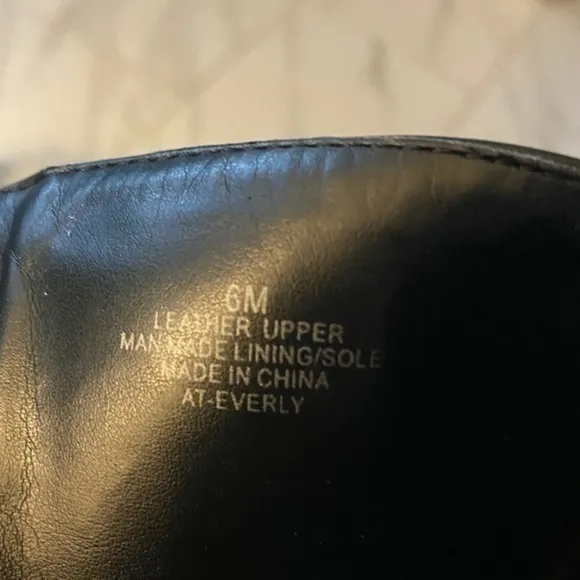 6M
LEATHER UPPER
MAN MADE LINING/SOLE
MADE IN CHINA
AT-EVERLY